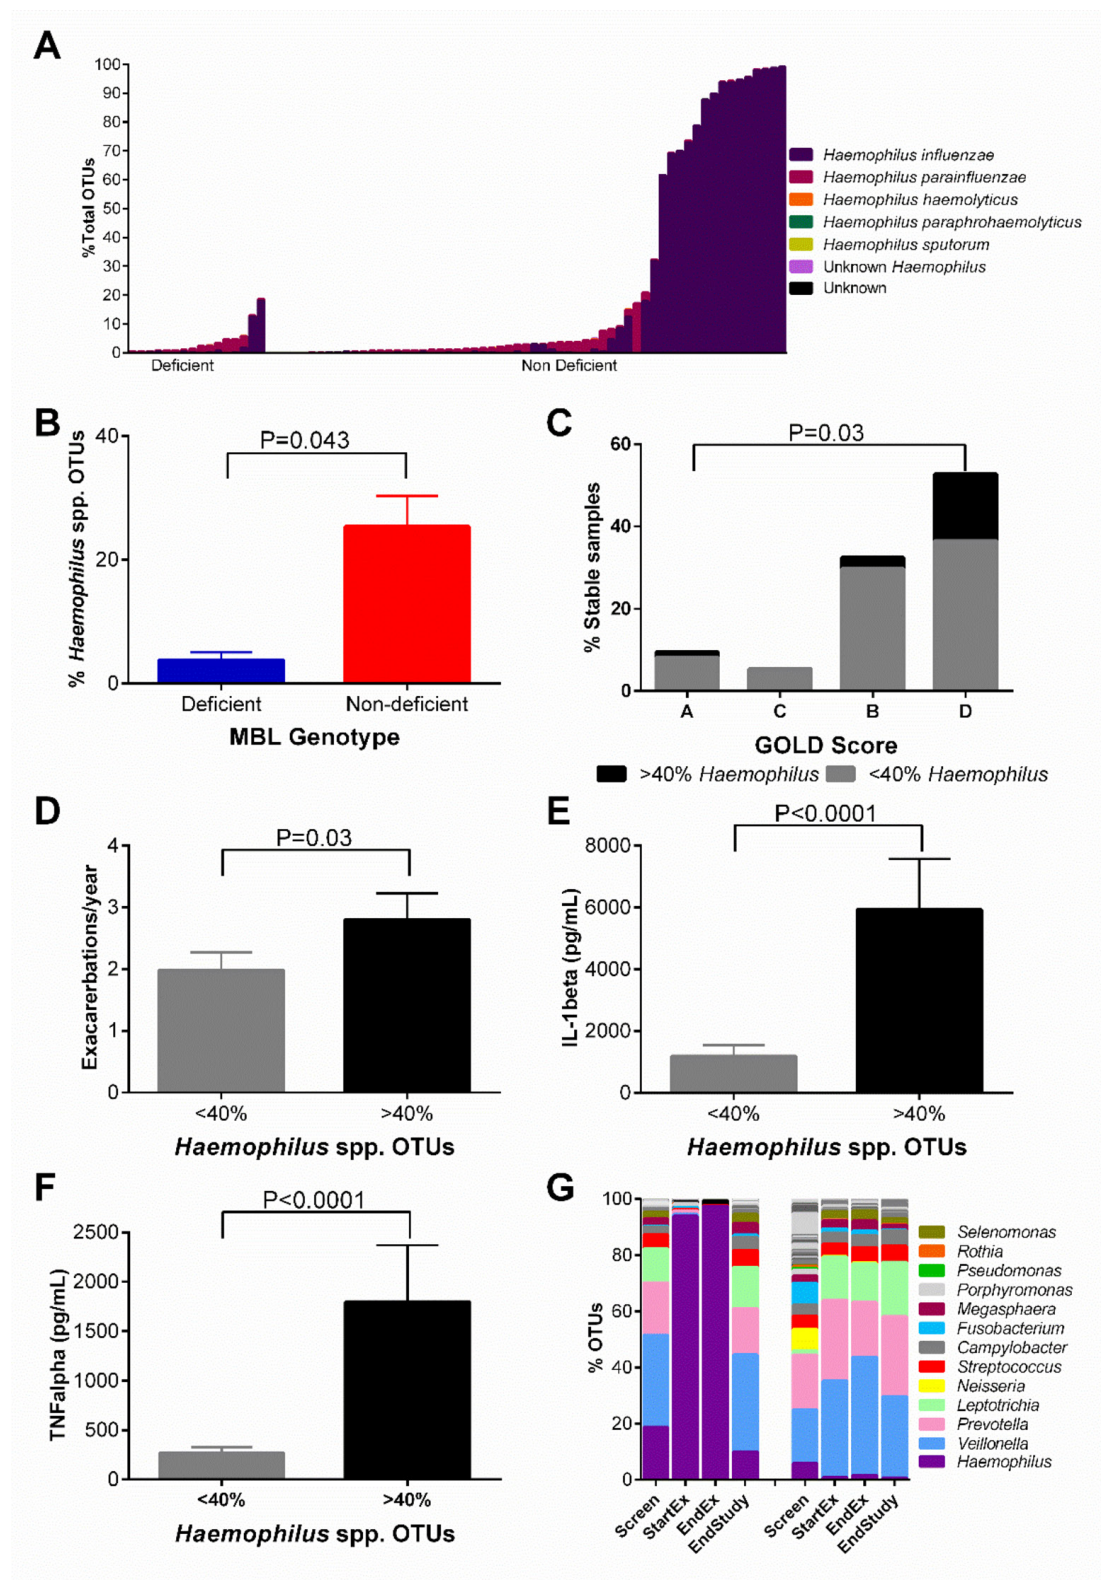 A
100
90
80
70
60
50
40
30
20
10
0
%Total OTUs
Deficient
Non Deficient
Haemophilus influenzae
Haemophilus parainfluenzae
Haemophilus haemolyticus
Haemophilus paraphrohaemolyticus
Haemophilus sputorum
Unknown Haemophilus
Unknown
B
P=0.043
40
20
0
% Haemophilus spp. OTUs
Deficient
Non-deficient
MBL Genotype
C
P=0.03
60
40
20
0
% Stable samples
A
C
B
D
GOLD Score
>40% Haemophilus
<40% Haemophilus
D
P=0.03
4
3
2
1
0
Exacarerbations/year
<40%
>40%
Haemophilus spp. OTUs
E
P<0.0001
8000
6000
4000
2000
0
IL-1beta (pg/mL)
<40%
>40%
Haemophilus spp. OTUs
F
P<0.0001
2500
2000
1500
1000
500
0
TNFalpha (pg/mL)
<40%
>40%
Haemophilus spp. OTUs
G
100
80
60
40
20
0
% OTUs
Screen
StartEx
EndEx
EndStudy
Screen
StartEx
EndEx
EndStudy
Selenomonas
Rothia
Pseudomonas
Porphyromonas
Megasphaera
Fusobacterium
Campylobacter
Streptococcus
Neisseria
Leptotrichia
Prevotella
Veillonella
Haemophilus